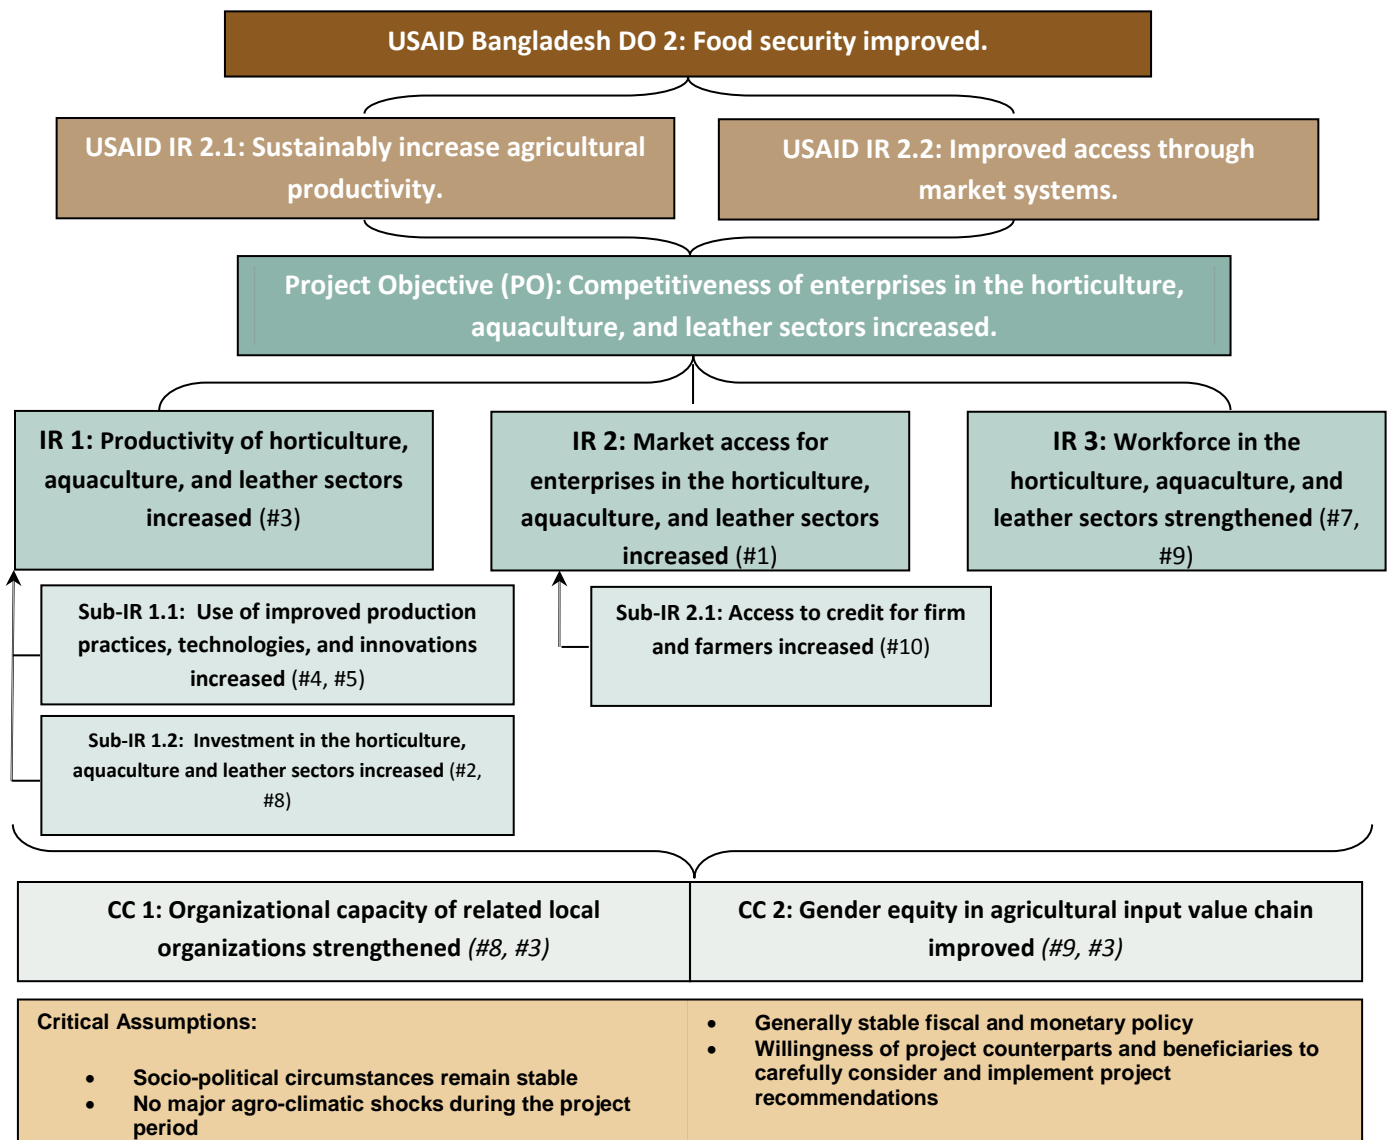 USAID Bangladesh DO 2: Food security improved.
USAID IR 2.1: Sustainably increase agricultural
productivity.
USAID IR 2.2: Improved access through
market systems.
Project Objective (PO): Competitiveness of enterprises in the horticulture,
aquaculture, and leather sectors increased.
IR 1: Productivity of horticulture,
aquaculture, and leather sectors
increased (#3)
IR 2: Market access for
enterprises in the horticulture,
aquaculture, and leather sectors
increased (#1)
IR 3: Workforce in the
horticulture, aquaculture, and
leather sectors strengthened (#7,
#9)
Sub-IR 1.1:  Use of improved production
practices, technologies, and innovations
increased (#4, #5)
Sub-IR 2.1: Access to credit for firm
and farmers increased (#10)
Sub-IR 1.2:  Investment in the horticulture,
aquaculture and leather sectors increased (#2,
#8)
CC 1: Organizational capacity of related local
organizations strengthened (#8, #3)
CC 2: Gender equity in agricultural input value chain
improved (#9, #3)
Critical Assumptions:
• Socio-political circumstances remain stable
• No major agro-climatic shocks during the project
period
• Generally stable fiscal and monetary policy
• Willingness of project counterparts and beneficiaries to
carefully consider and implement project
recommendations